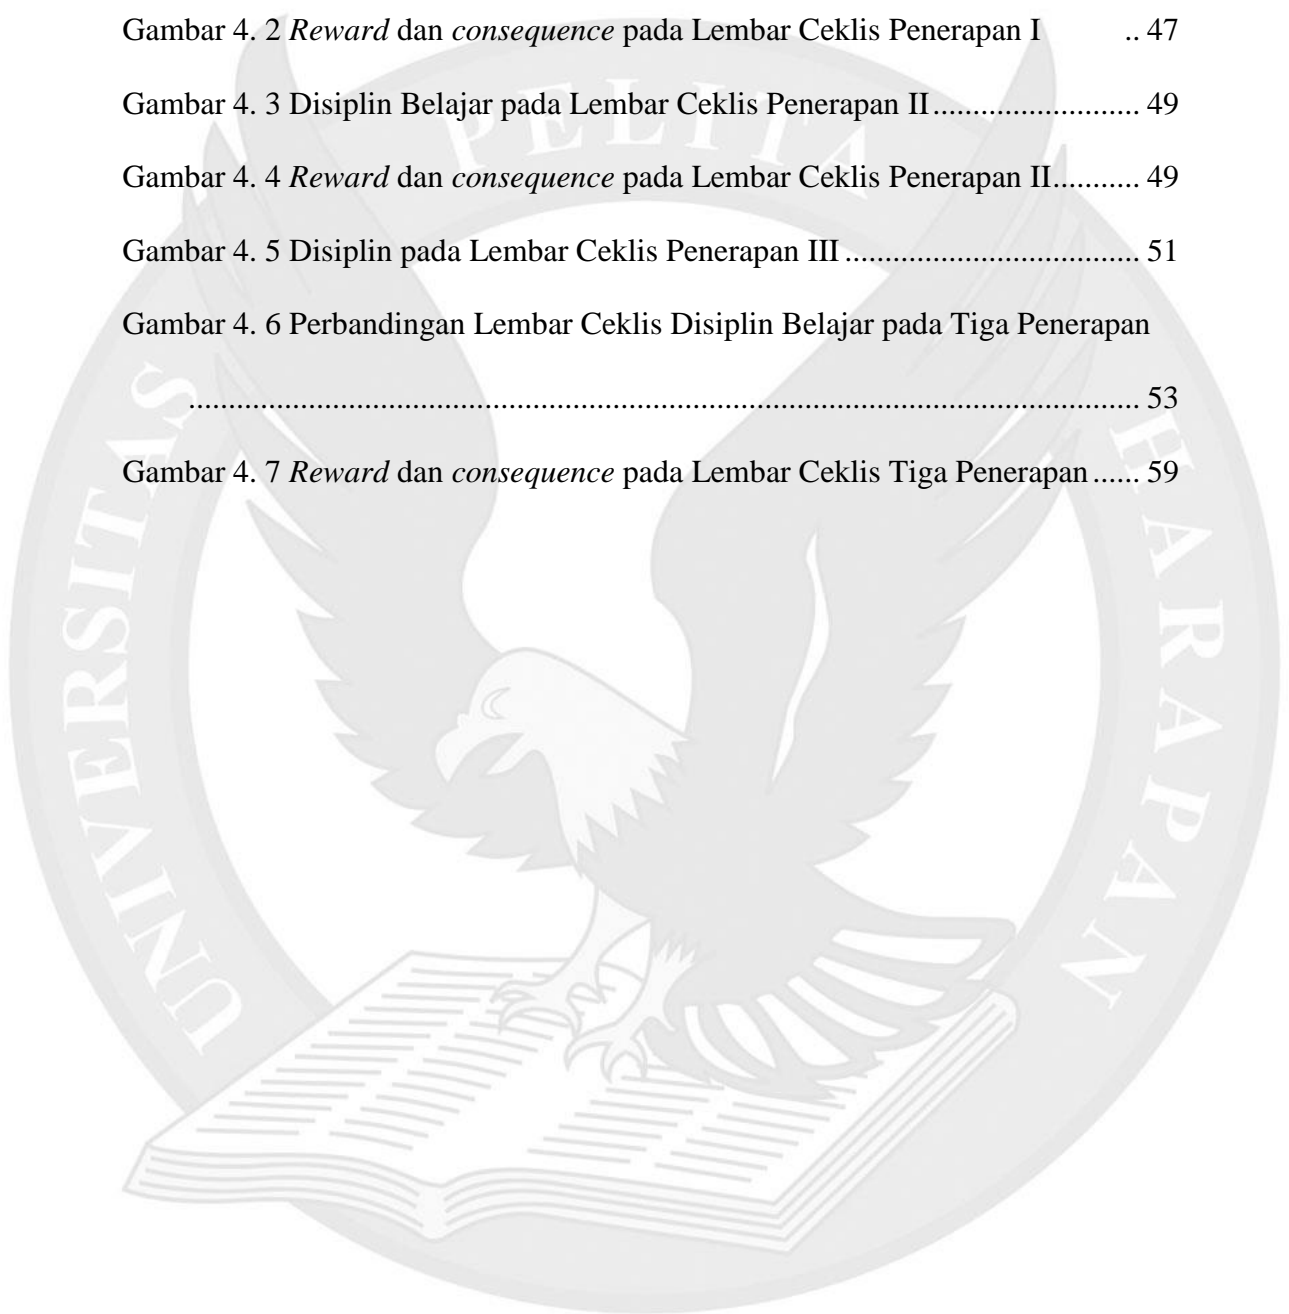 Gambar 4. 2 Reward dan consequence pada Lembar Ceklis Penerapan I .. 47
Gambar 4. 3 Disiplin Belajar pada Lembar Ceklis Penerapan II.......................... 49
Gambar 4. 4 Reward dan consequence pada Lembar Ceklis Penerapan II........... 49
Gambar 4. 5 Disiplin pada Lembar Ceklis Penerapan III..................................... 51
Gambar 4. 6 Perbandingan Lembar Ceklis Disiplin Belajar pada Tiga Penerapan
....................................................................................................................... 53
Gambar 4. 7 Reward dan consequence pada Lembar Ceklis Tiga Penerapan...... 59
UNIVERSITAS PELITA HARAPAN